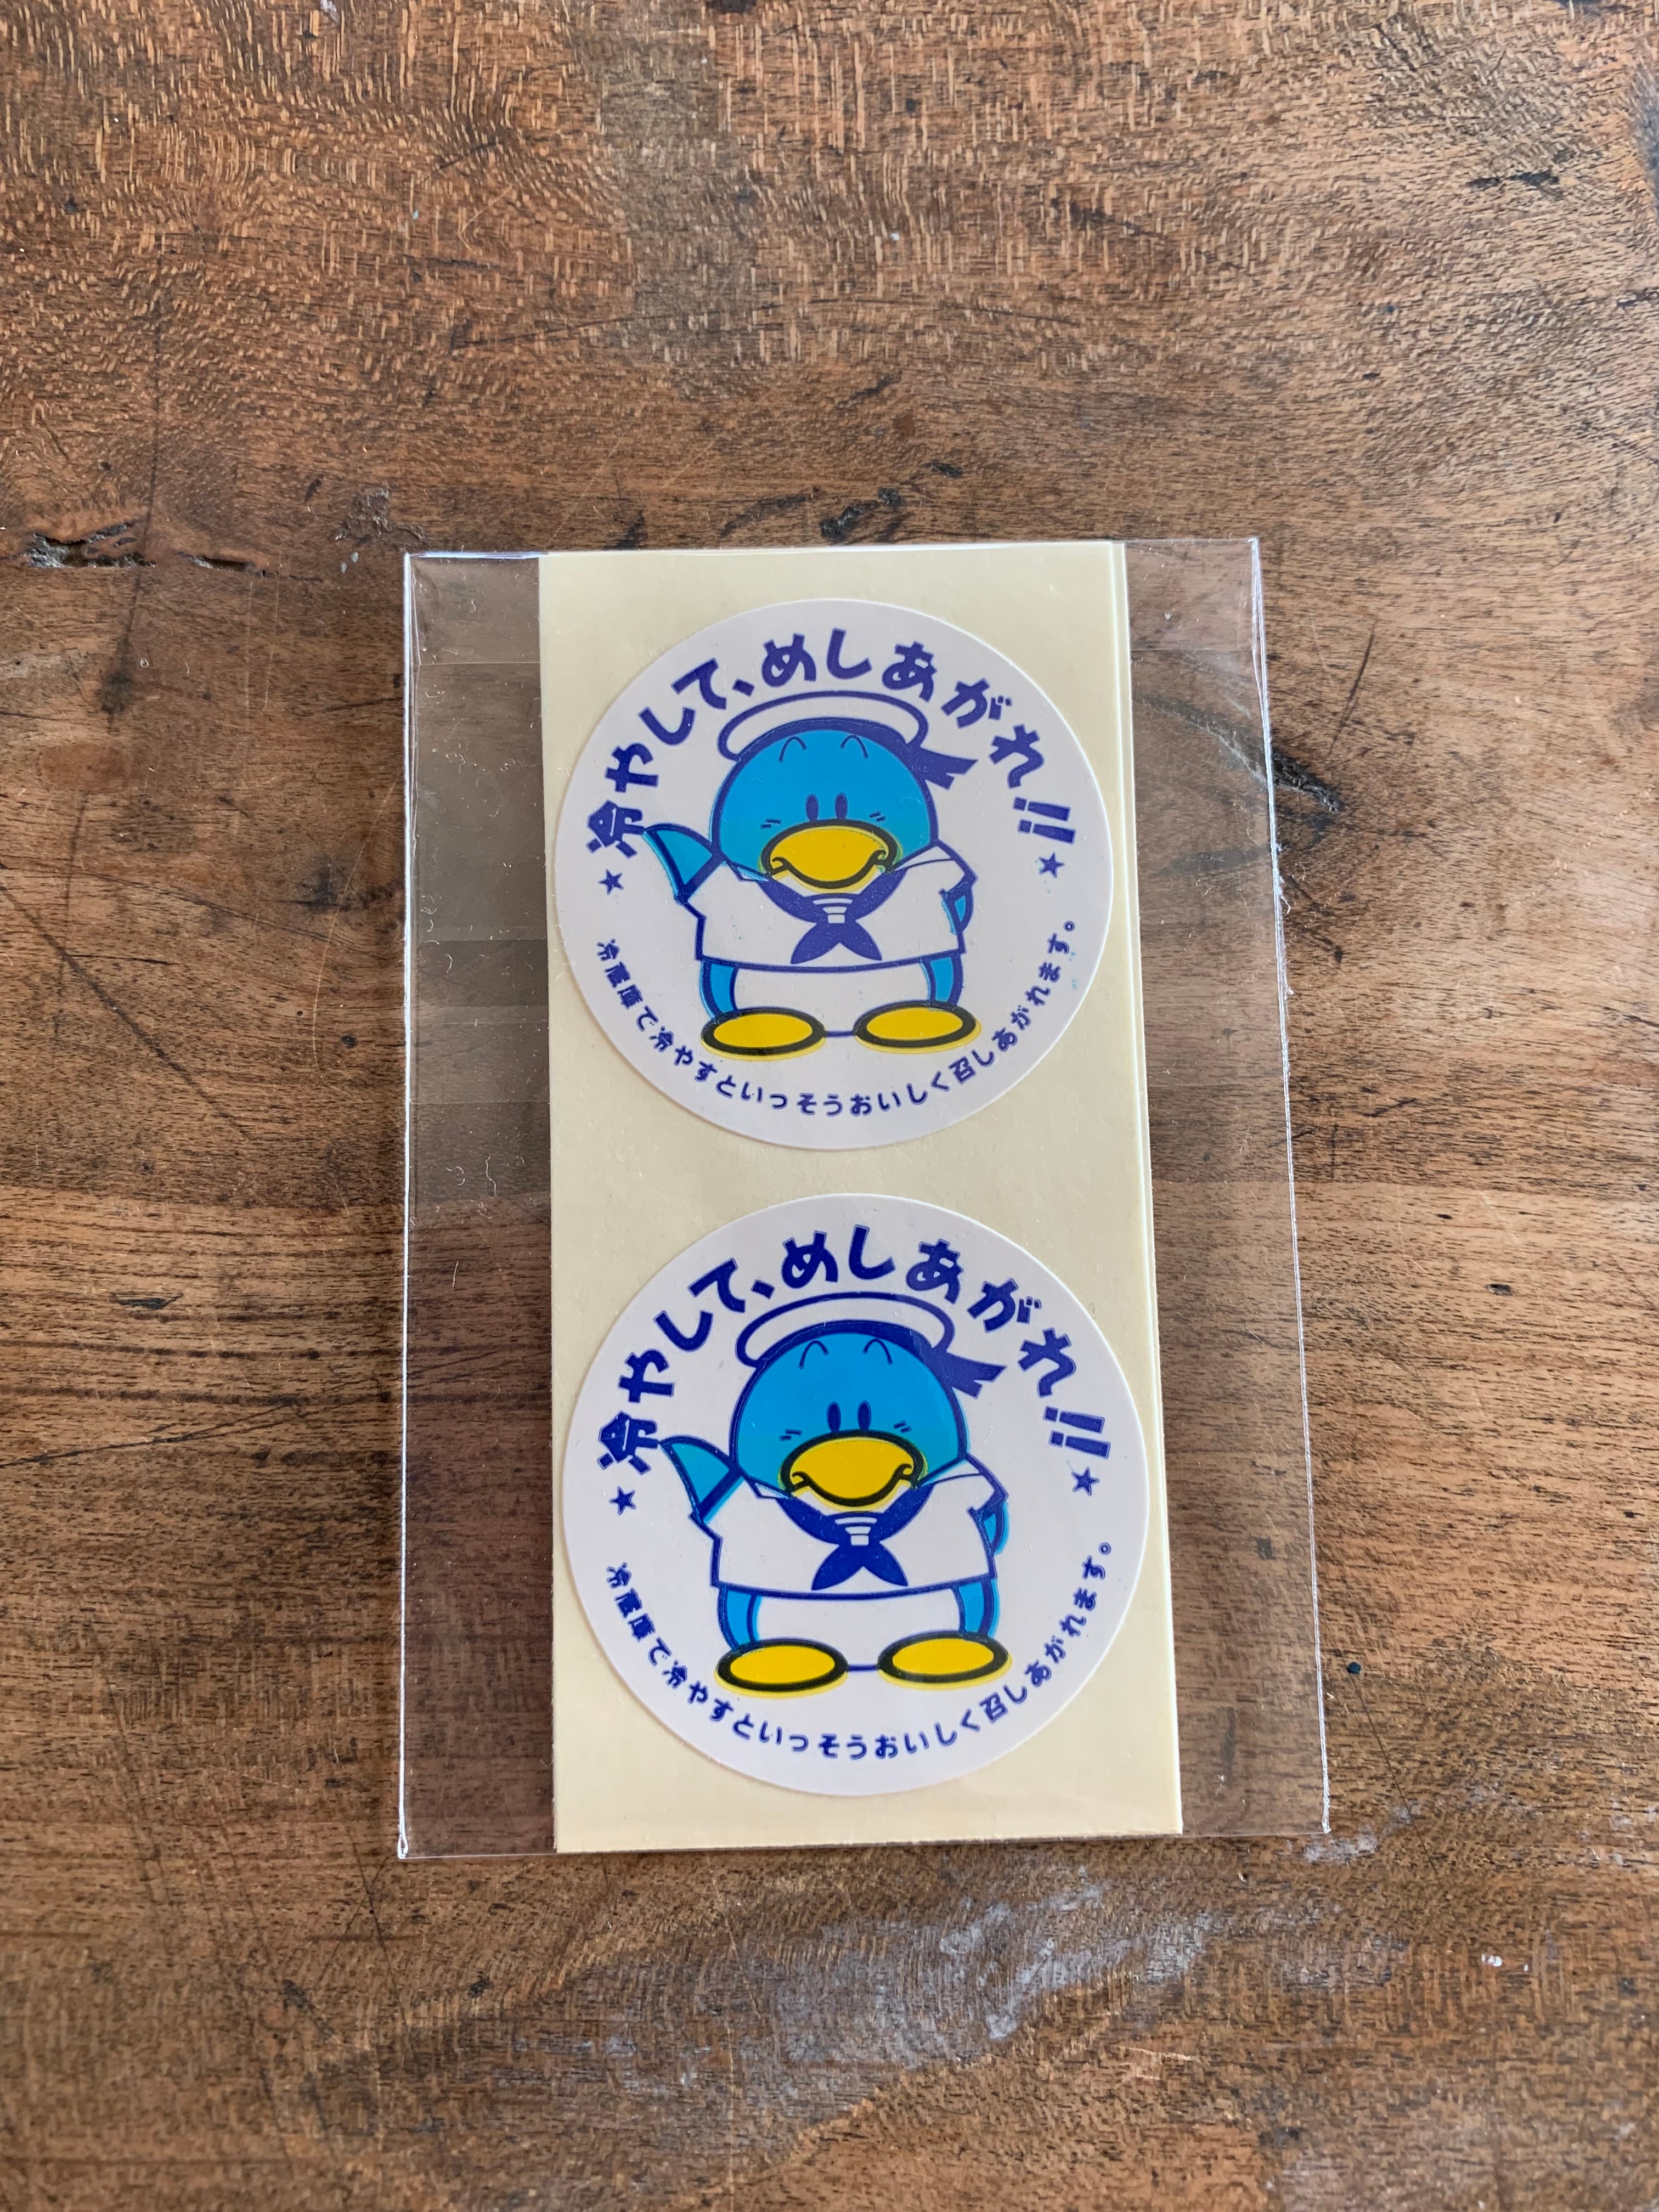 冷やして、めしあがれ!!
★ ★
冷蔵庫で冷やすといっそうおいしく召しあがれます。
冷やして、めしあがれ!!
★ ★
冷蔵庫で冷やすといっそうおいしく召しあがれます。